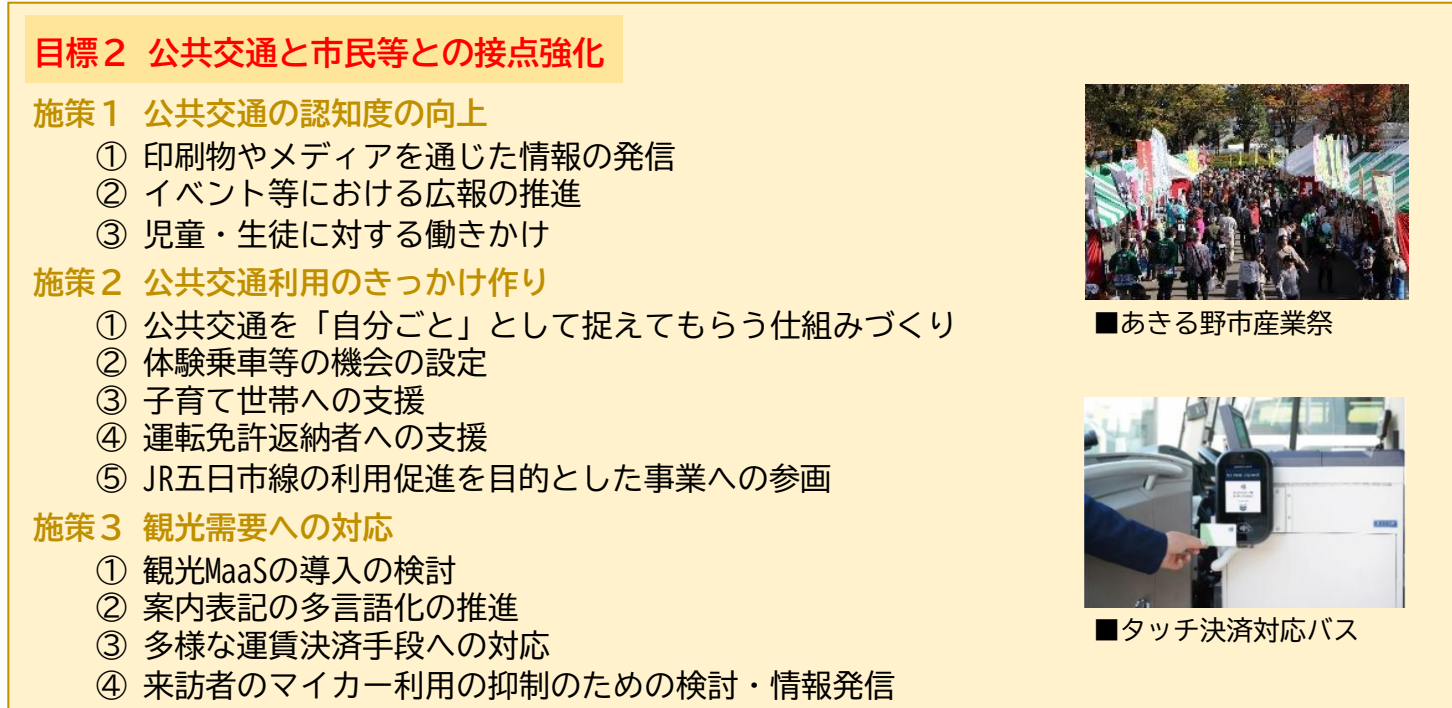 目標２ 公共交通と市民等との接点強化
施策１ 公共交通の認知度の向上
① 印刷物やメディアを通じた情報の発信
② イベント等における広報の推進
③ 児童・生徒に対する働きかけ
施策２ 公共交通利用のきっかけ作り
① 公共交通を「自分ごと」として捉えてもらう仕組みづくり
② 体験乗車等の機会の設定
③ 子育て世帯への支援
④ 運転免許返納者への支援
⑤ JR五日市線の利用促進を目的とした事業への参画
施策３ 観光需要への対応
① 観光MaaSの導入の検討
② 案内表記の多言語化の推進
③ 多様な運賃決済手段への対応
④ 来訪者のマイカー利用の抑制のための検討・情報発信
■あきる野市産業祭
■タッチ決済対応バス